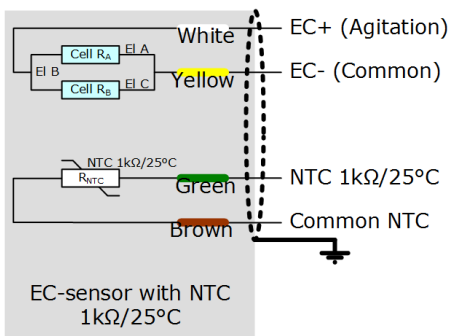 White
EC+ (Agitation)
Cell RA
El A
El B
Yellow
EC- (Common)
Cell RB
El C
NTC 1kΩ/25°C
RNTC
Green
NTC 1kΩ/25°C
Brown
Common NTC
EC-sensor with NTC
1kΩ/25°C